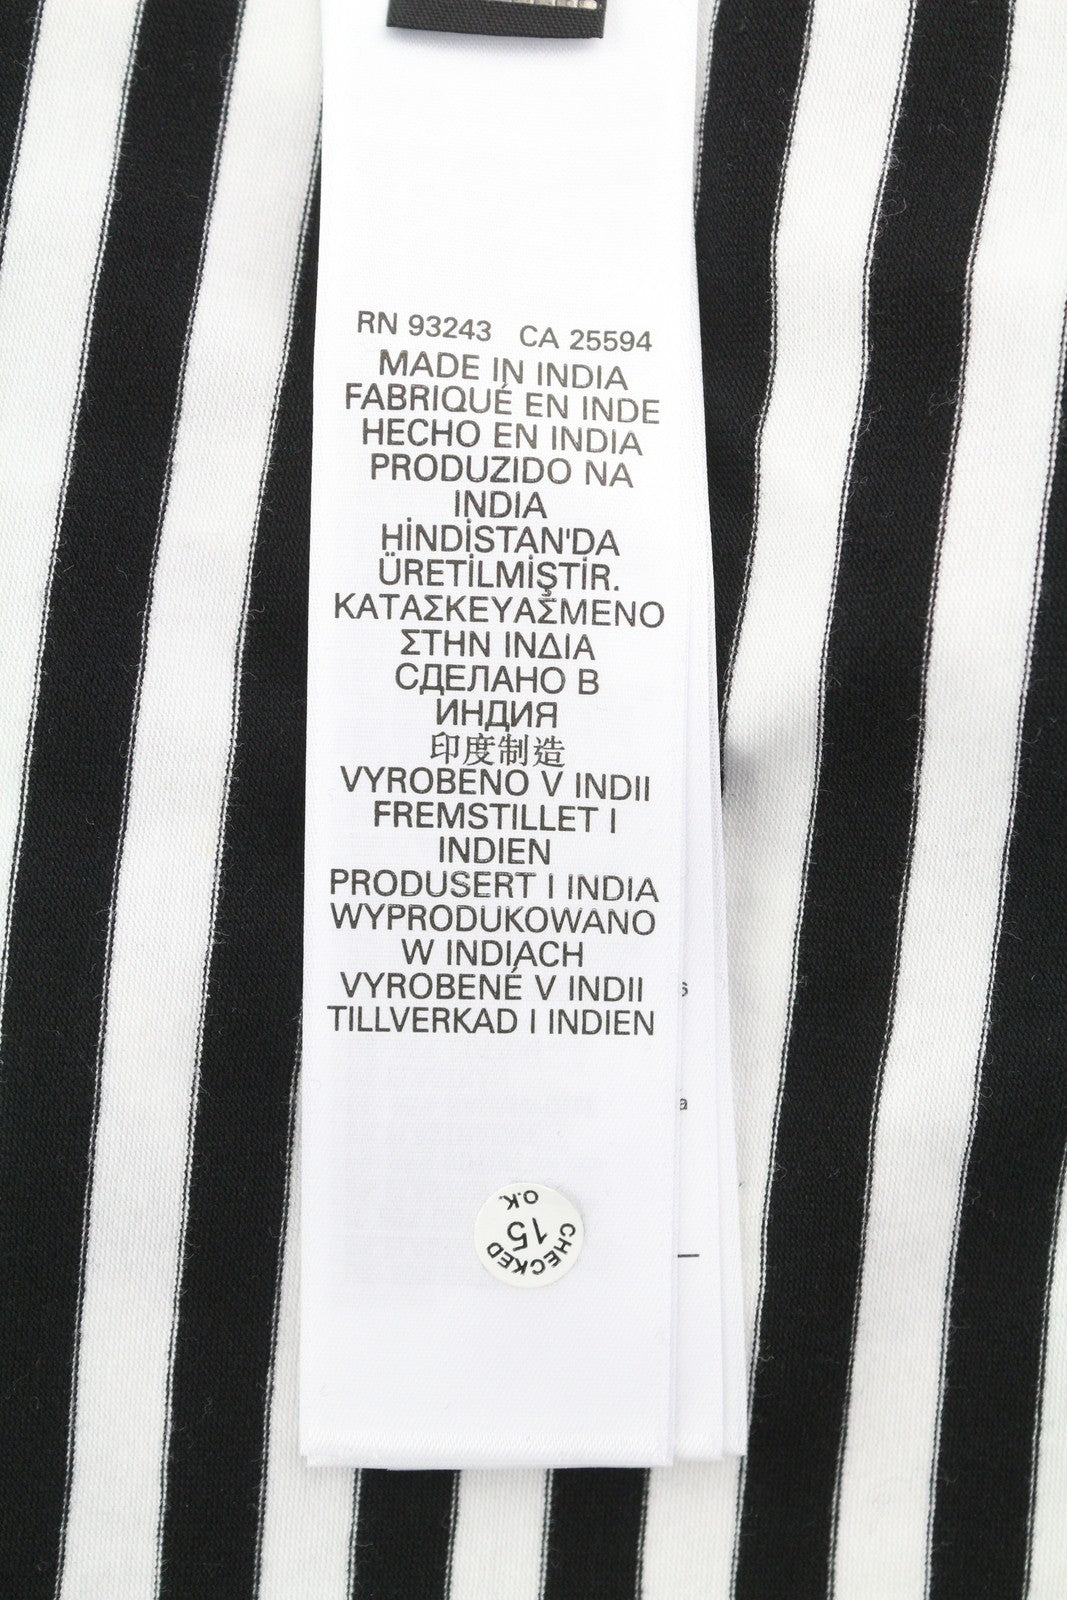 RN 93243 CA 25594
MADE IN INDIA
FABRIQUÉ EN INDE
HECHO EN INDIA
PRODUZIDO NA
INDIA
HİNDİSTAN'DA
ÜRETİLMİŞTİR.
ΚΑΤΑΣΚΕΥΑΣΜΕΝΟ
ΣΤΗΝ ΙΝΔΙΑ
СДЕЛАНО В
ИНДИЯ
印度制造
VYROBENO V INDII
FREMSTILLET I
INDIEN
PRODUSERT I INDIA
WYPRODUKOWANO
W INDIACH
VYROBENÉ V INDII
TILLVERKAD I INDIEN
s
a
CHECKED
15
O.K.